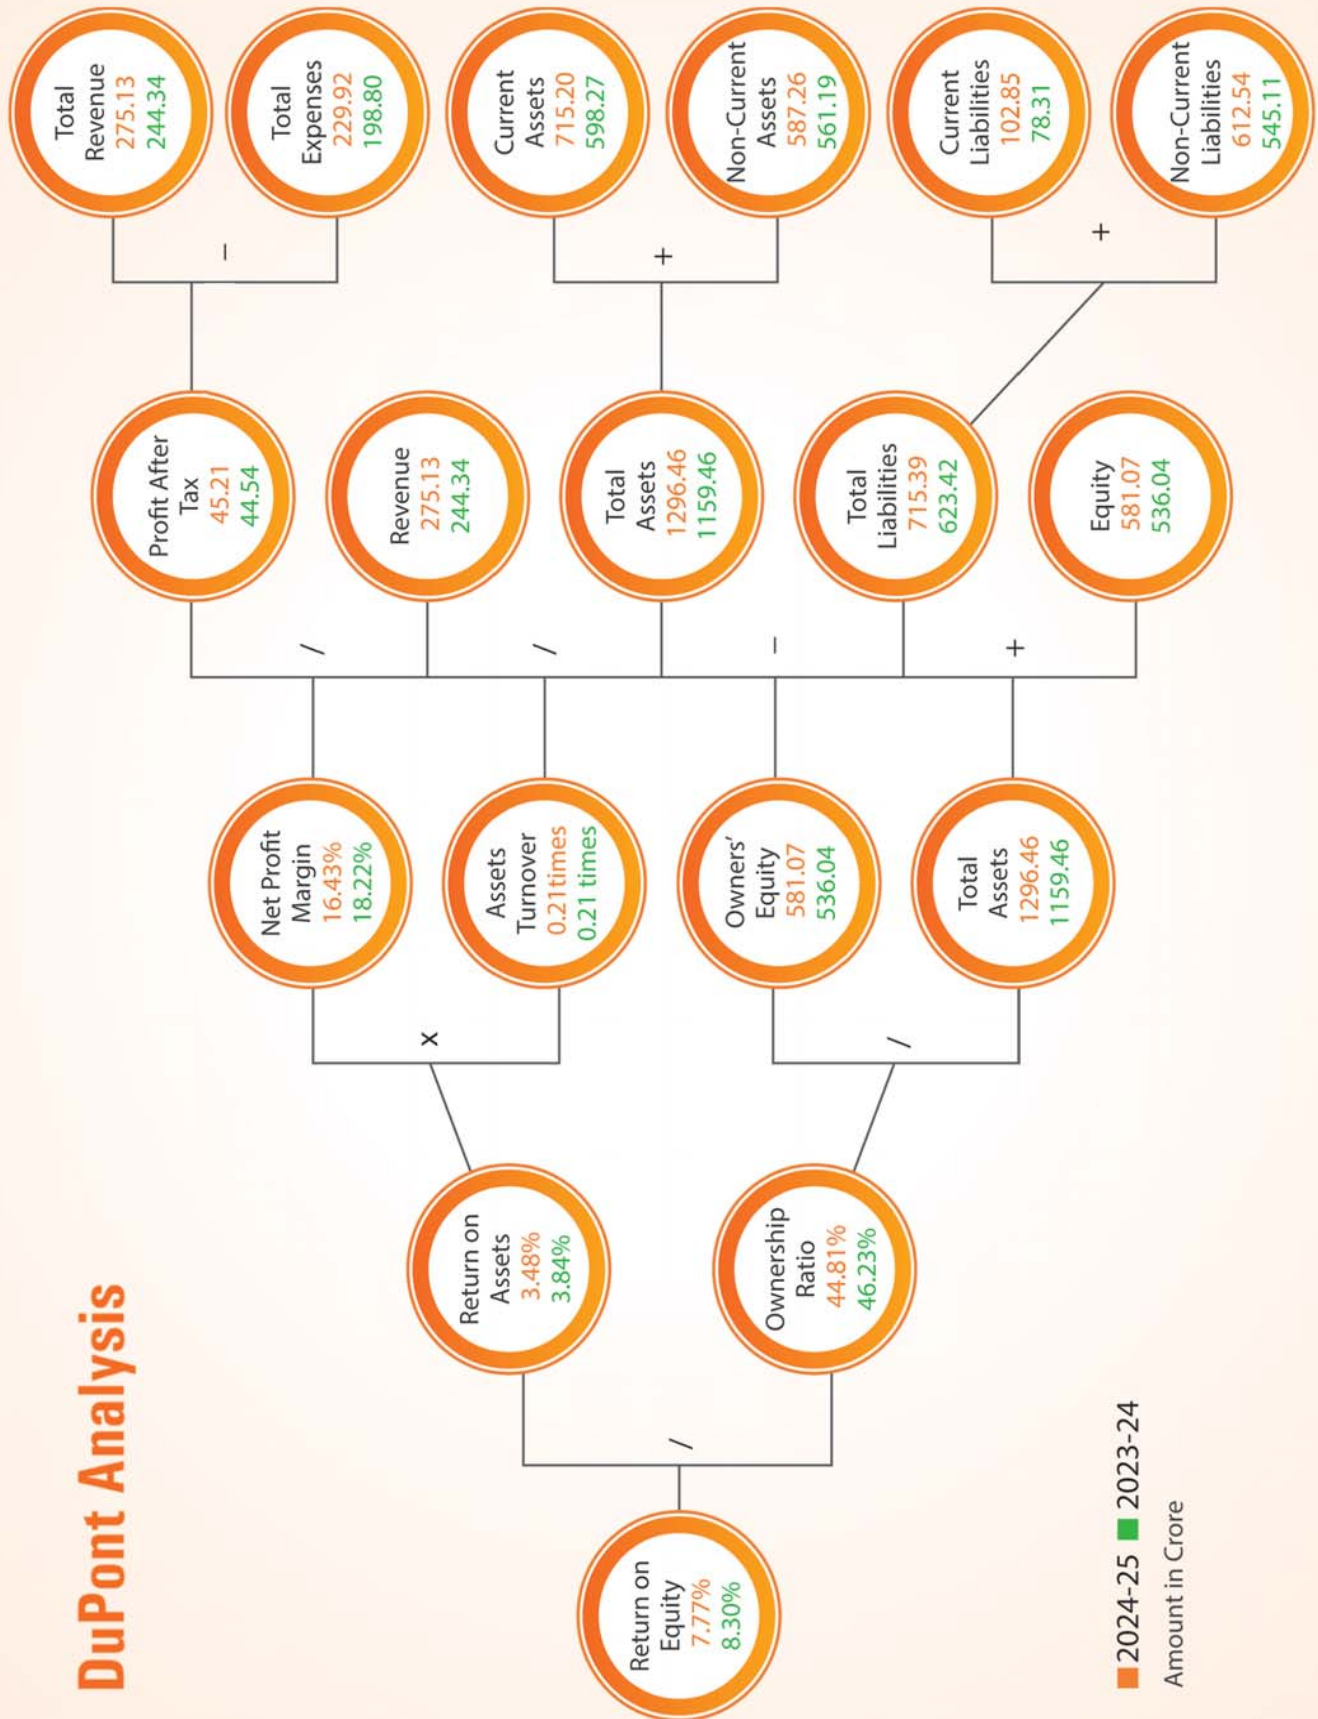 DuPont Analysis
Return on
Equity
7.77%
8.30%
/
Return on
Assets
3.48%
3.84%
Ownership
Ratio
44.81%
46.23%
x
/
Net Profit
Margin
16.43%
18.22%
Assets
Turnover
0.21times
0.21 times
Owners'
Equity
581.07
536.04
Total
Assets
1296.46
1159.46
/
/
–
+
Profit After
Tax
45.21
44.54
Revenue
275.13
244.34
Total
Assets
1296.46
1159.46
Total
Liabilities
715.39
623.42
Equity
581.07
536.04
–
+
+
Total
Revenue
275.13
244.34
Total
Expenses
229.92
198.80
Current
Assets
715.20
598.27
Non-Current
Assets
587.26
561.19
Current
Liabilities
102.85
78.31
Non-Current
Liabilities
612.54
545.11
2024-25 2023-24
Amount in Crore